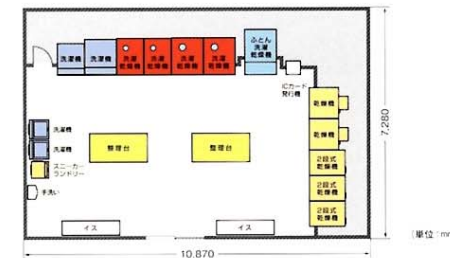 ふとん
洗濯
乾燥機
洗濯機
洗濯機
洗濯
乾燥機
洗濯
乾燥機
洗濯
乾燥機
洗濯
乾燥機
ICカード
発行機
乾燥機
乾燥機
2段式
乾燥機
2段式
乾燥機
2段式
乾燥機
洗濯機
洗濯機
スニーカー
ランドリー
手洗い
整理台
整理台
イス
イス
7.280
10.870
[単位:mm